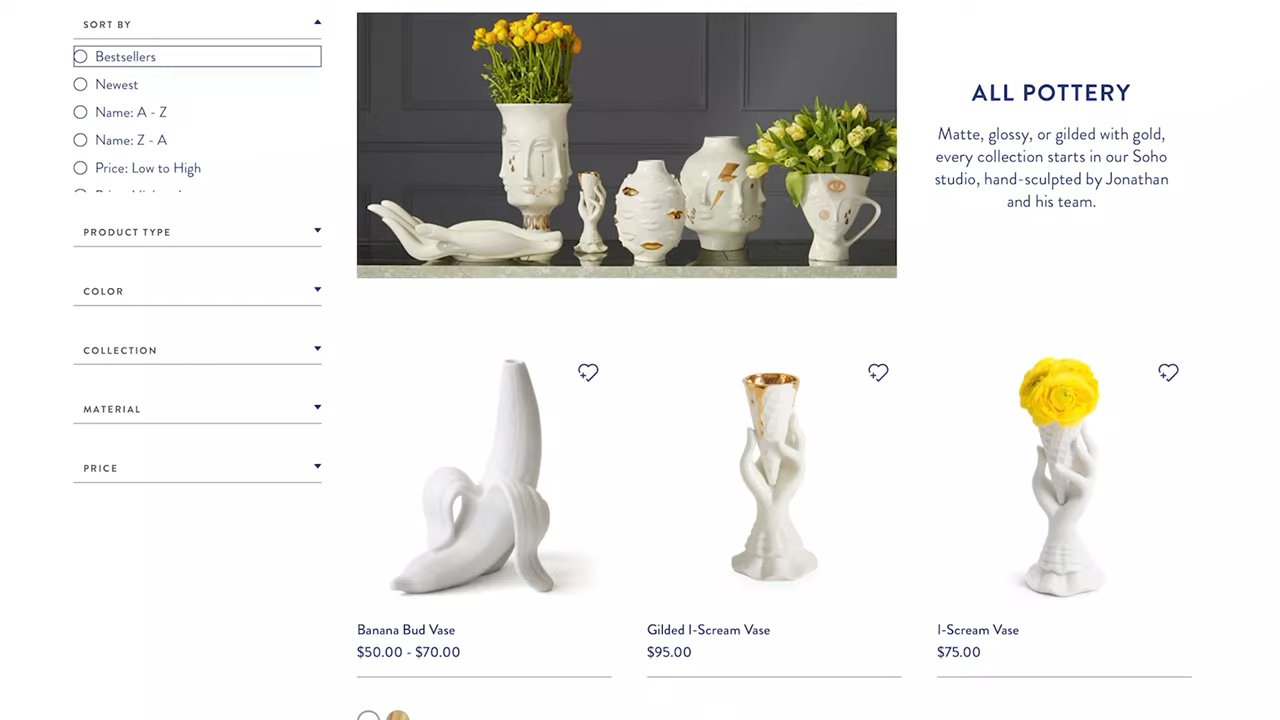 SORT BY
Bestsellers
Newest
Name: A - Z
Name: Z - A
Price: Low to High
PRODUCT TYPE
COLOR
COLLECTION
MATERIAL
PRICE
ALL POTTERY
Matte, glossy, or gilded with gold,
every collection starts in our Soho
studio, hand-sculpted by Jonathan
and his team.
Banana Bud Vase
$50.00 - $70.00
Gilded I-Scream Vase
$95.00
I-Scream Vase
$75.00